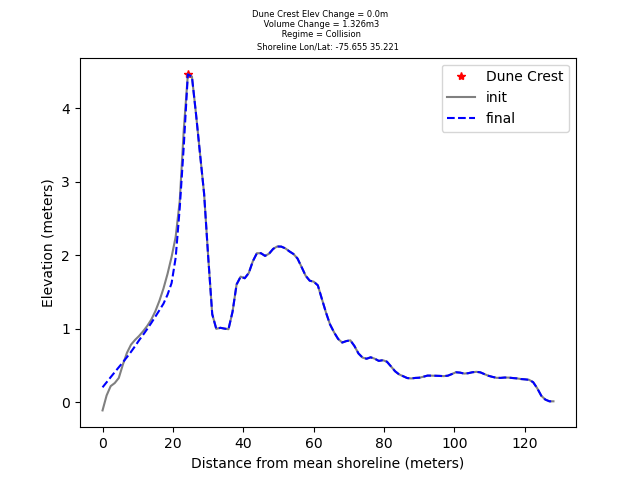 Dune Crest Elev Change = 0.0m
Volume Change = 1.326m3
Regime = Collision
Shoreline Lon/Lat: -75.655 35.221
Dune Crest
init
final
Elevation (meters)
4
3
2
1
0
0 20 40 60 80 100 120
Distance from mean shoreline (meters)